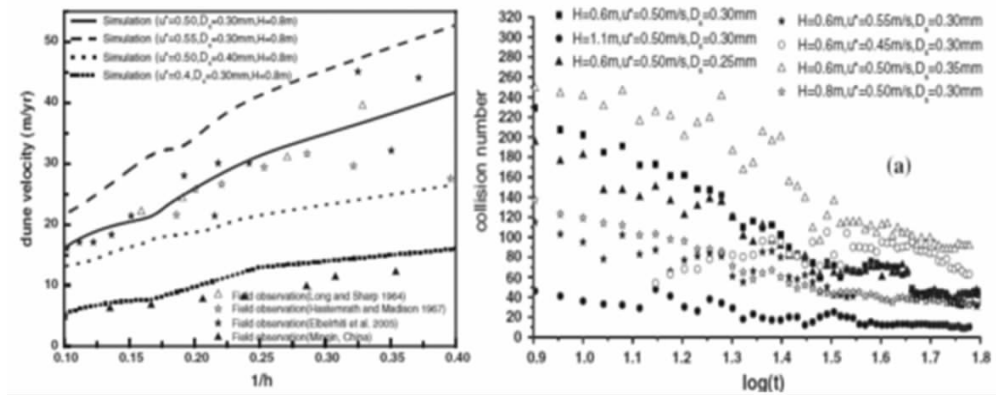 Simulation (u*=0.50,Ds=0.30mm,H=0.8m)
Simulation (u*=0.55,Ds=0.30mm,H=0.8m)
Simulation (u*=0.50,Ds=0.40mm,H=0.8m)
Simulation (u*=0.4,Ds=0.30mm,H=0.8m)
50
40
30
20
10
0
dune velocity (m/yr)
Field observation(Long and Sharp 1964)
Field observation(Hastenrath and Madison 1967)
Field observation(Elbelrhiti et al. 2005)
Field observation(Minqin, China)
0.10 0.15 0.20 0.25 0.30 0.35 0.40
1/h
H=0.6m,u*=0.50m/s,Ds=0.30mm
H=1.1m,u*=0.50m/s,Ds=0.30mm
H=0.6m,u*=0.50m/s,Ds=0.25mm
H=0.6m,u*=0.55m/s,Ds=0.30mm
H=0.6m,u*=0.45m/s,Ds=0.30mm
H=0.6m,u*=0.50m/s,Ds=0.35mm
H=0.8m,u*=0.50m/s,Ds=0.30mm
(a)
320
300
280
260
240
220
200
180
160
140
120
100
80
60
40
20
0
collision number
0.9 1.0 1.1 1.2 1.3 1.4 1.5 1.6 1.7 1.8
log(t)